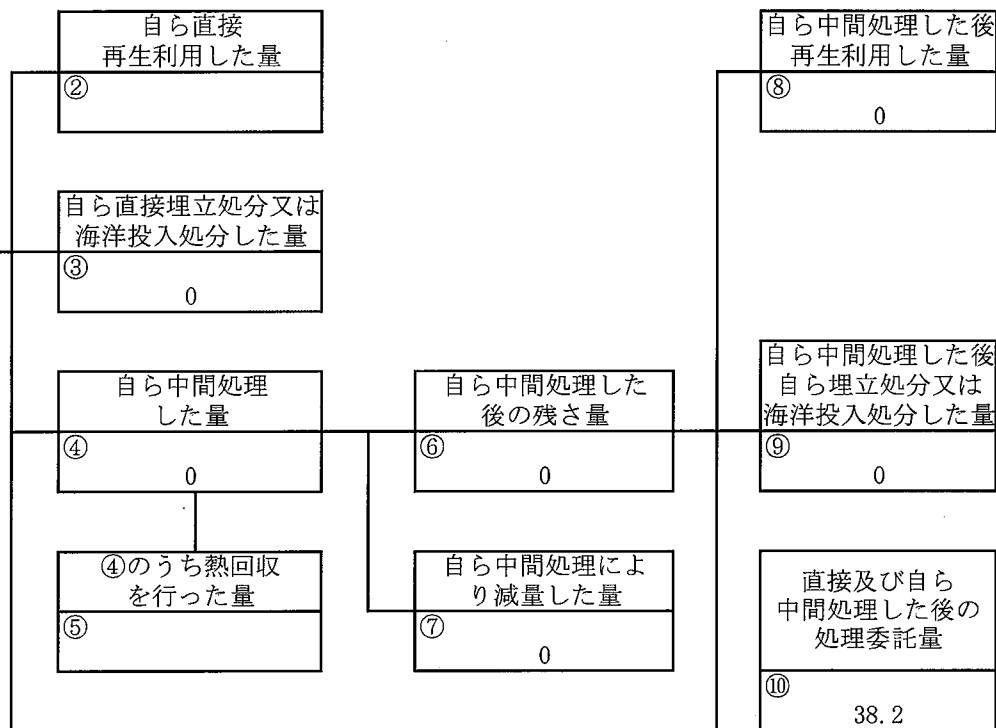 自ら直接
再生利用した量
②
自ら直接埋立処分又は
海洋投入処分した量
③
0
自ら中間処理
した量
④
0
④のうち熱回収
を行った量
⑤
自ら中間処理した
後の残さ量
⑥
0
自ら中間処理によ
り減量した量
⑦
0
自ら中間処理した後
再生利用した量
⑧
0
自ら中間処理した後
自ら埋立処分又は
海洋投入処分した量
⑨
0
直接及び自ら
中間処理した後の
処理委託量
⑩
38.2